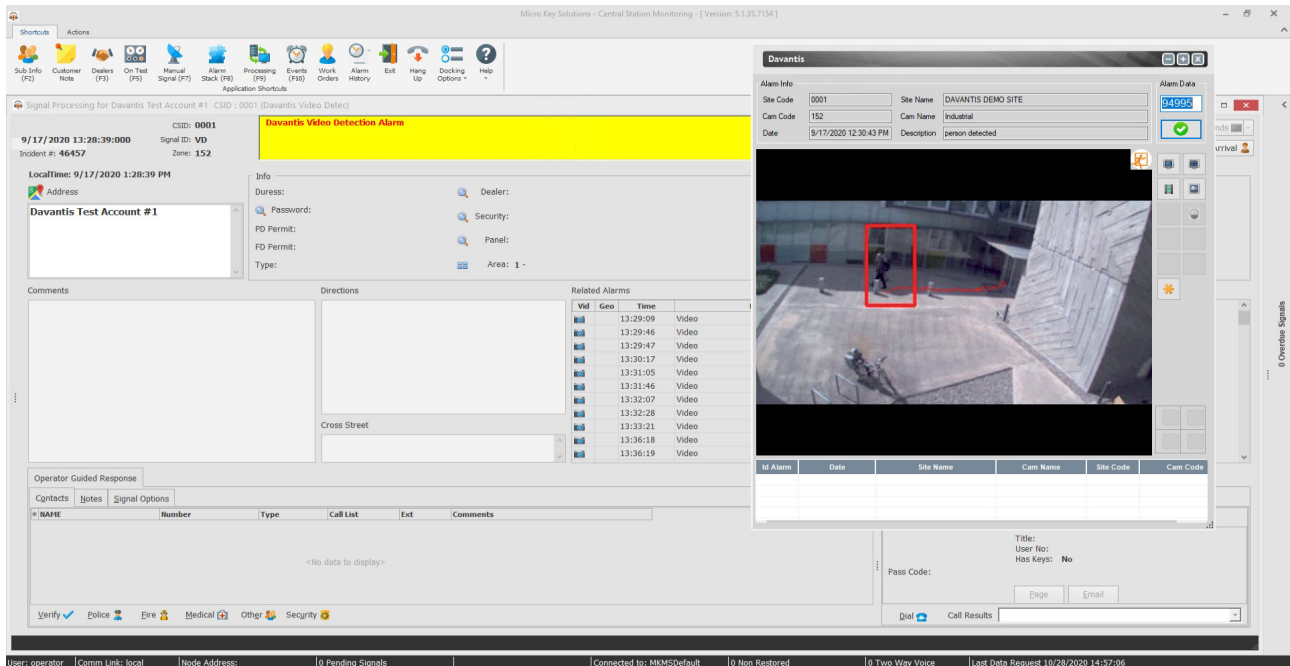 Micro Key Solutions - Central Station Monitoring - [ Version: 5.1.35.7154 ]
Shortcuts Actions
Sub Info (F2)
Customer Note
Dealers (F3)
On Test (F5)
Manual Signal (F7)
Alarm Stack (F8)
Processing (F9)
Events (F10)
Work Orders
Alarm History
Exit
Hang Up
Docking Options
Help
Application Shortcuts
Signal Processing for Davantis Test Account #1 CSID : 0001 (Davantis Video Detec)
CSID: 0001
9/17/2020 13:28:39:000 Signal ID: VD
Incident #: 46457 Zone: 152
Davantis Video Detection Alarm
LocalTime: 9/17/2020 1:28:39 PM
Address
Davantis Test Account #1
Info
Duress: Dealer:
Password: Security:
PD Permit:
FD Permit: Panel:
Type: Area: 1 -
Comments
Directions
Cross Street
Related Alarms
Vid Geo Time
13:29:09 Video
13:29:46 Video
13:29:47 Video
13:30:17 Video
13:31:05 Video
13:31:46 Video
13:32:07 Video
13:32:28 Video
13:33:21 Video
13:36:18 Video
13:36:19 Video
Davantis
Alarm Info
Alarm Data
Site Code 0001 Site Name DAVANTIS DEMO SITE
94995
Cam Code 152 Cam Name Industrial
Date 9/17/2020 12:30:43 PM Description person detected
nds
rrival
Id Alarm Date Site Name Cam Name Site Code Cam Code
0 Overdue Signals
Operator Guided Response
Contacts Notes Signal Options
NAME Number Type Call List Ext Comments
<No data to display>
Title:
User No:
Has Keys: No
Pass Code:
Page Email
Verify Police Fire Medical Other Security
Dial Call Results
User: operator Comm Link: local Node Address: 0 Pending Signals Connected to: MKMSDefault 0 Non Restored 0 Two Way Voice Last Data Request 10/28/2020 14:57:06